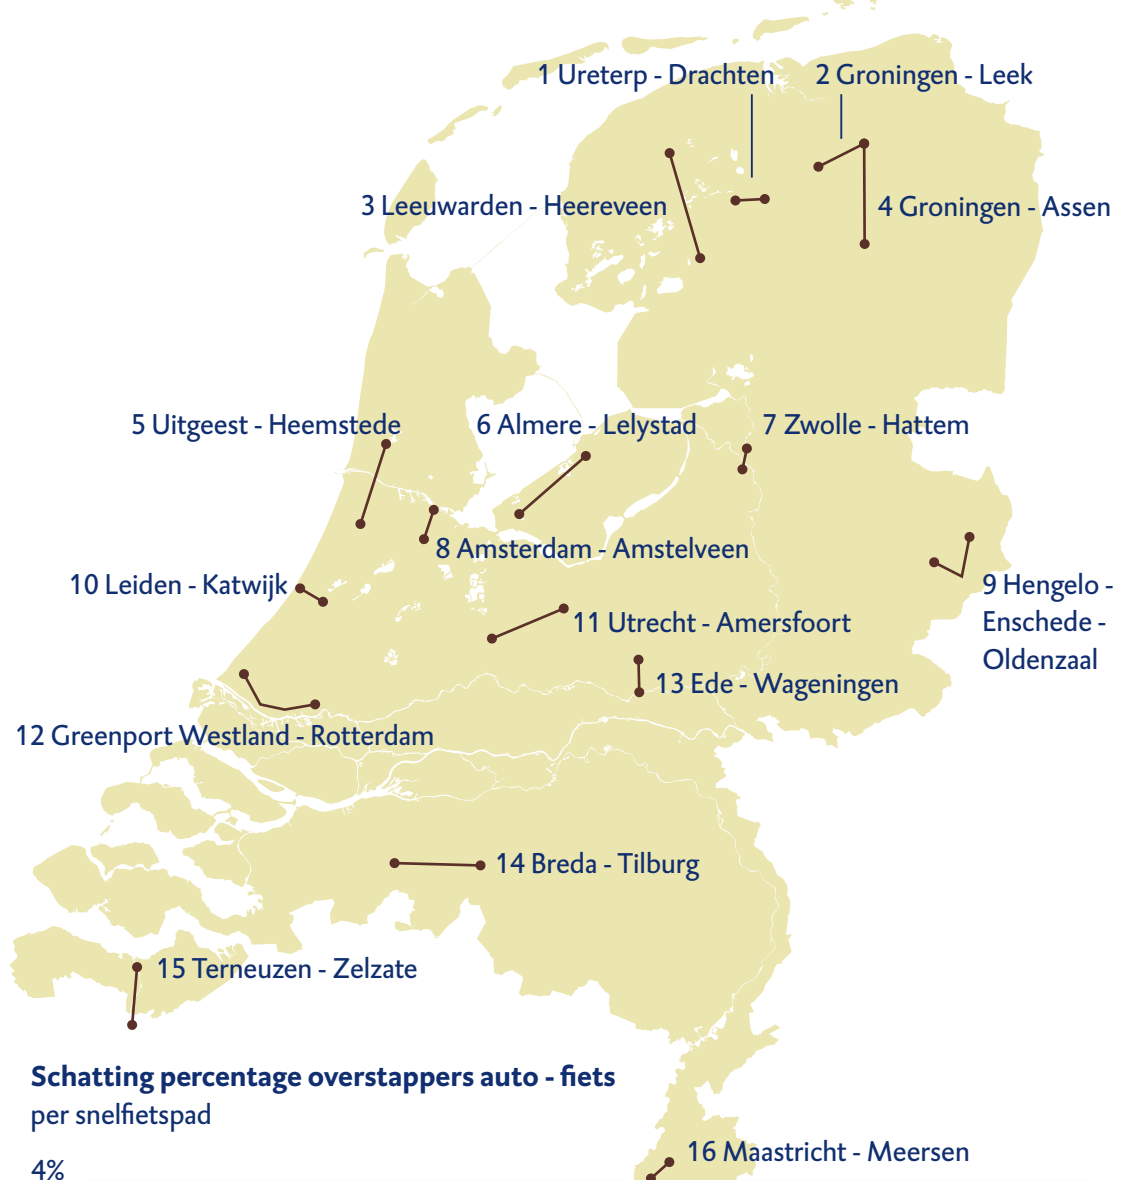 1 Ureterp - Drachten
2 Groningen - Leek
3 Leeuwarden - Heereveen
4 Groningen - Assen
5 Uitgeest - Heemstede
6 Almere - Lelystad
7 Zwolle - Hattem
8 Amsterdam - Amstelveen
10 Leiden - Katwijk
9 Hengelo -
Enschede -
Oldenzaal
11 Utrecht - Amersfoort
13 Ede - Wageningen
12 Greenport Westland - Rotterdam
14 Breda - Tilburg
15 Terneuzen - Zelzate
Schatting percentage overstappers auto - fiets
per snelfietspad
16 Maastricht - Meersen
4%